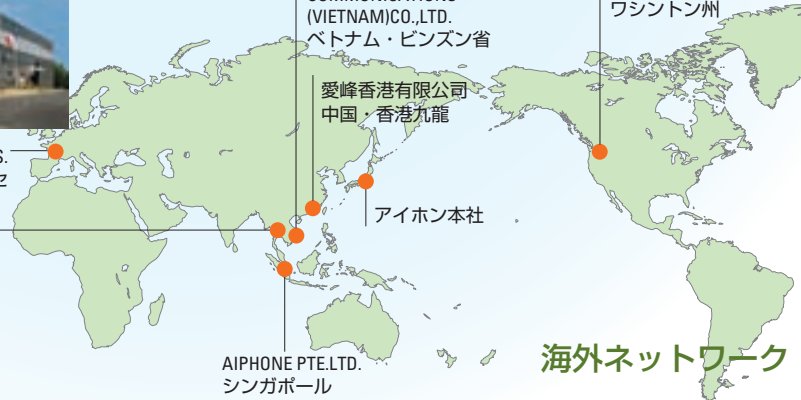 (VIETNAM)CO.,LTD.
ベトナム・ビンズン省
ワシントン州
愛峰香港有限公司
中国・香港九龍
S.
アイホン本社
AIPHONE PTE.LTD.
シンガポール
海外ネットワーク